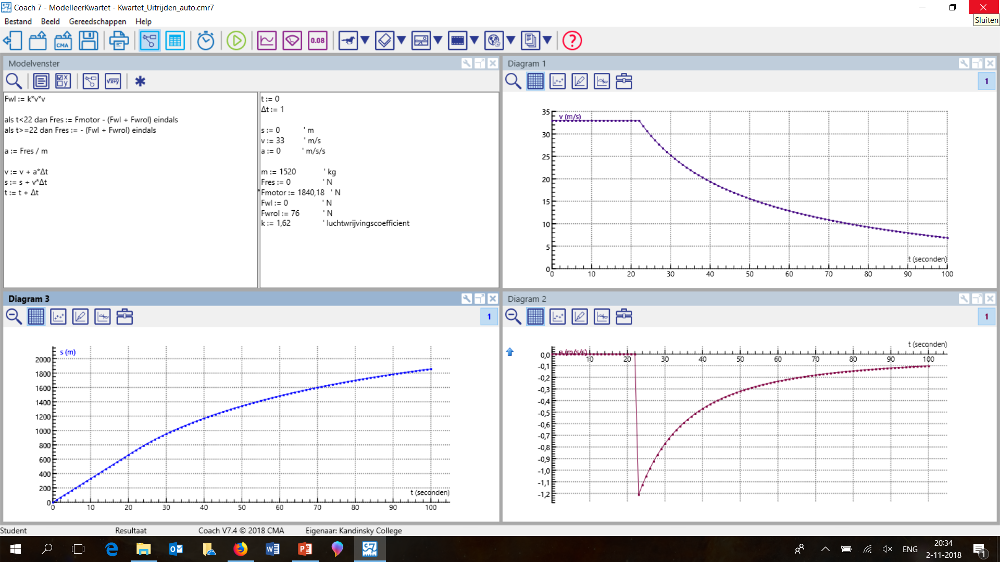 Coach 7 - ModelleerKwartet - Kwartet_Uitrijden_auto.cmr7
Sluiten
Bestand Beeld Gereedschappen Help
CMA 0.08 ?
Modelvenster
x y √x+y
Fwl := k*v*v
als t<22 dan Fres := Fmotor - (Fwl + Fwrol) eindals
als t>=22 dan Fres := - (Fwl + Fwrol) eindals
a := Fres / m
v := v + a*Δt
s := s + v*Δt
t := t + Δt
t := 0
Δt := 1
s := 0 ' m
v := 33 ' m/s
a := 0 ' m/s/s
m := 1520 ' kg
Fres := 0 ' N
Fmotor := 1840,18 ' N
Fwl := 0 ' N
Fwrol := 76 ' N
k := 1,62 ' luchtwrijvingscoefficient
Diagram 1
1
v (m/s)
35
30
25
20
15
10
5
0
t (seconden)
0 10 20 30 40 50 60 70 80 90 100
Diagram 3
1
s (m)
2000
1800
1600
1400
1200
1000
800
600
400
200
0
t (seconden)
0 10 20 30 40 50 60 70 80 90 100
Diagram 2
1
t (seconden)
a (m/s/s)
10 20 30 40 50 60 70 80 90 100
0,0
-0,1
-0,2
-0,3
-0,4
-0,5
-0,6
-0,7
-0,8
-0,9
-1,0
-1,1
-1,2
Student Resultaat Coach V7.4 © 2018 CMA Eigenaar: Kandinsky College
ENG
20:34
2-11-2018
1